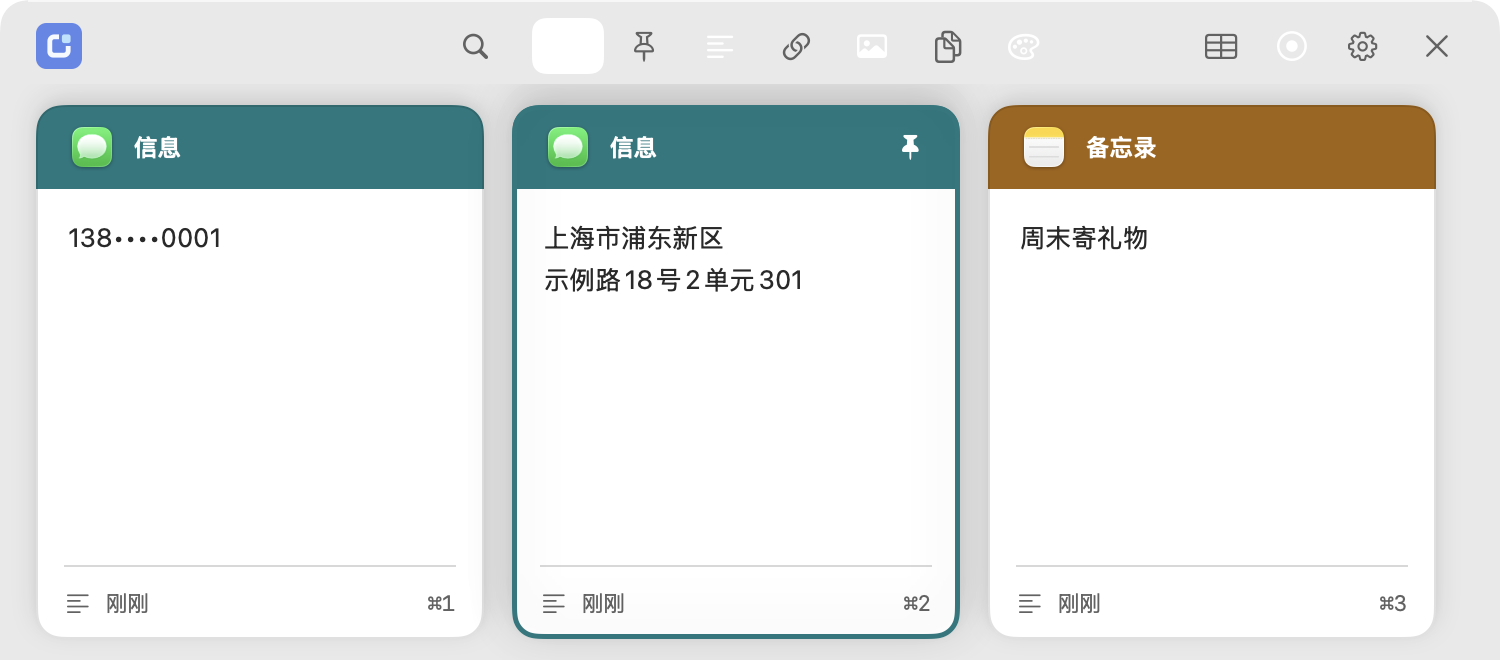 信息
138••••0001
刚刚
⌘1
信息
上海市浦东新区
示例路18号2单元301
刚刚
⌘2
备忘录
周末寄礼物
刚刚
⌘3